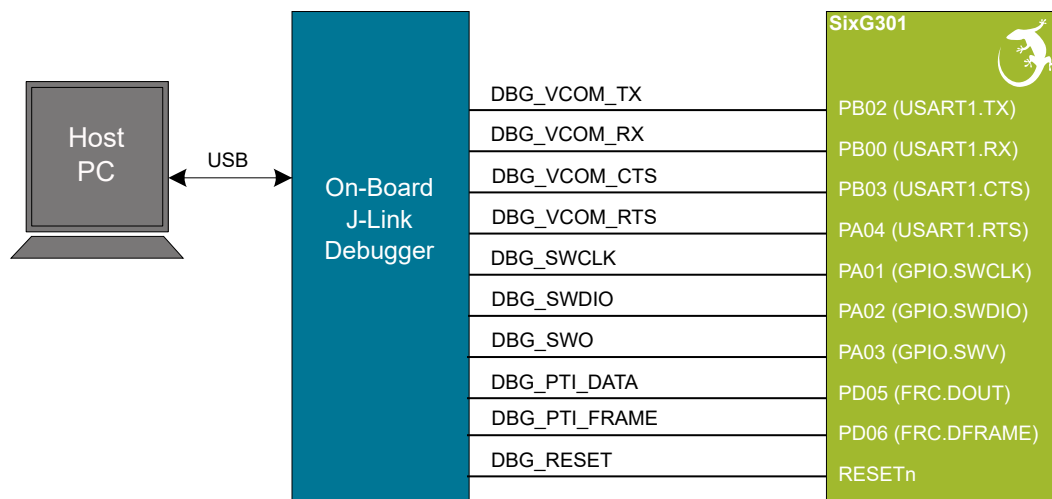 SixG301
Host
PC
USB
On-Board
J-Link
Debugger
DBG_VCOM_TX
PB02 (USART1.TX)
DBG_VCOM_RX
PB00 (USART1.RX)
DBG_VCOM_CTS
PB03 (USART1.CTS)
DBG_VCOM_RTS
PA04 (USART1.RTS)
DBG_SWCLK
PA01 (GPIO.SWCLK)
DBG_SWDIO
PA02 (GPIO.SWDIO)
DBG_SWO
PA03 (GPIO.SWV)
DBG_PTI_DATA
PD05 (FRC.DOUT)
DBG_PTI_FRAME
PD06 (FRC.DFRAME)
DBG_RESET
RESETn